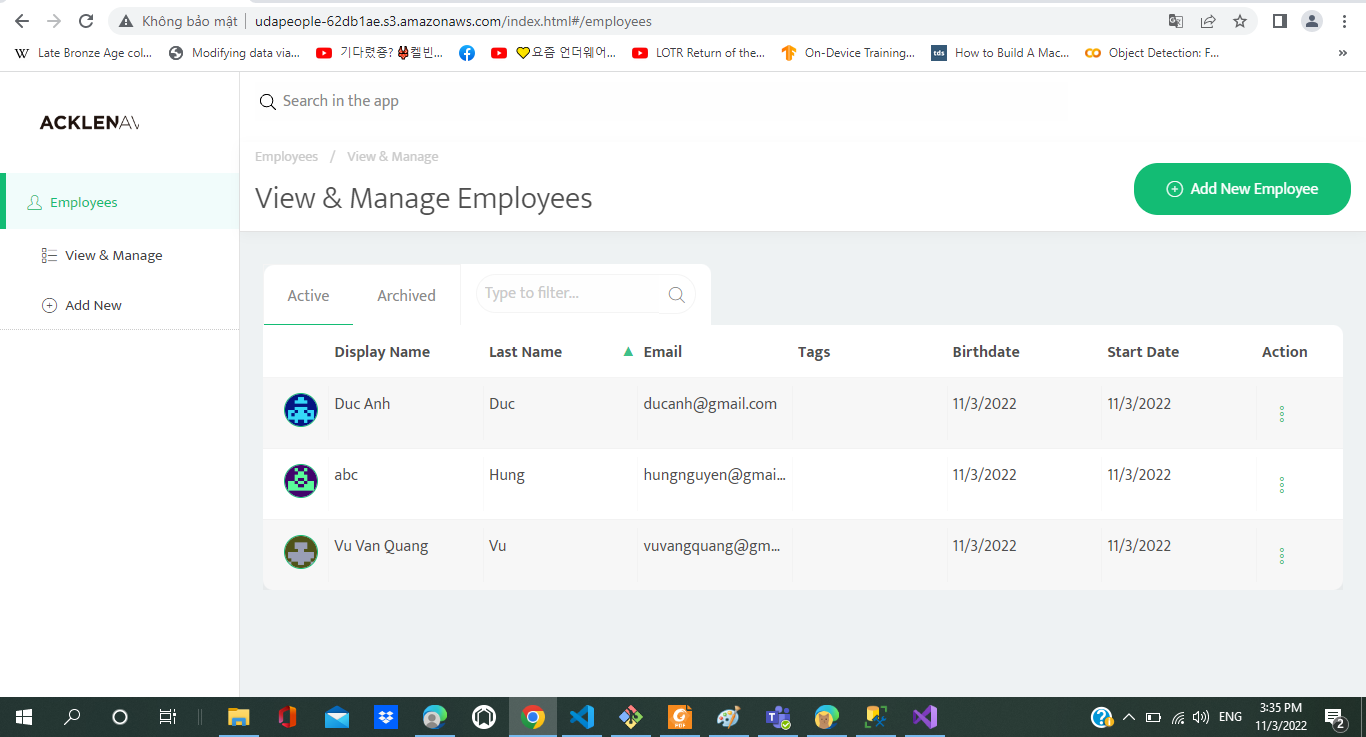 Không bảo mật
udapeople-62db1ae.s3.amazonaws.com/index.html#/employees
Late Bronze Age col...
Modifying data via...
기다렸죵? 켈빈...
요즘 언더웨어...
LOTR Return of the...
On-Device Training...
How to Build A Mac...
Object Detection: F...
ACKLENAV
Search in the app
Employees / View & Manage
View & Manage Employees
Add New Employee
Employees
View & Manage
Add New
Active Archived Type to filter...
Display Name Last Name Email Tags Birthdate Start Date Action
Duc Anh Duc ducanh@gmail.com 11/3/2022 11/3/2022
abc Hung hungnguyen@gmai... 11/3/2022 11/3/2022
Vu Van Quang Vu vuvangquang@gm... 11/3/2022 11/3/2022
ENG
3:35 PM
11/3/2022
2